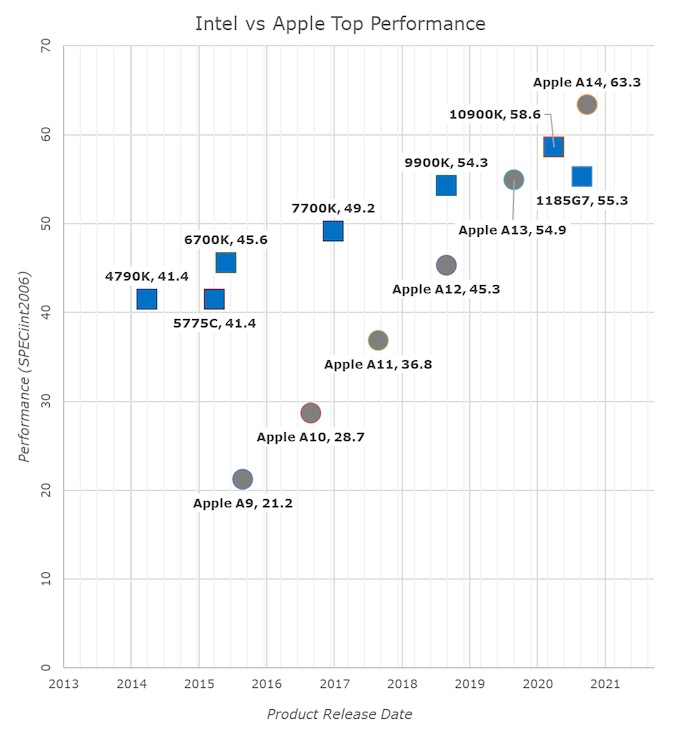 Intel vs Apple Top Performance
70
60
50
40
30
20
10
0
Performance (SPECiint2006)
Apple A14, 63.3
10900K, 58.6
9900K, 54.3
1185G7, 55.3
7700K, 49.2
Apple A13, 54.9
6700K, 45.6
4790K, 41.4
Apple A12, 45.3
5775C, 41.4
Apple A11, 36.8
Apple A10, 28.7
Apple A9, 21.2
2013 2014 2015 2016 2017 2018 2019 2020 2021
Product Release Date